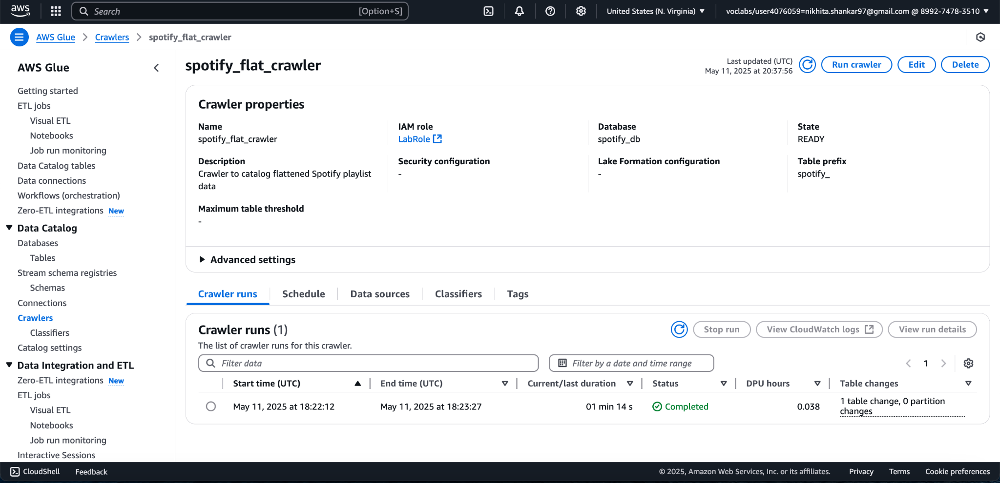 aws
Search [Option+S]
United States (N. Virginia) ▼
voclabs/user4076059=nikhita.shankar97@gmail.com @ 8992-7478-3510 ▼
AWS Glue > Crawlers > spotify_flat_crawler
AWS Glue
Getting started
ETL jobs
Visual ETL
Notebooks
Job run monitoring
Data Catalog tables
Data connections
Workflows (orchestration)
Zero-ETL integrations New
Data Catalog
Databases
Tables
Stream schema registries
Schemas
Connections
Crawlers
Classifiers
Catalog settings
Data Integration and ETL
Zero-ETL integrations New
ETL jobs
Visual ETL
Notebooks
Job run monitoring
Interactive Sessions
spotify_flat_crawler
Last updated (UTC)
May 11, 2025 at 20:37:56
Run crawler
Edit
Delete
Crawler properties
Name
spotify_flat_crawler
IAM role
LabRole
Database
spotify_db
State
READY
Description
Crawler to catalog flattened Spotify playlist
data
Security configuration
-
Lake Formation configuration
-
Table prefix
spotify_
Maximum table threshold
-
Advanced settings
Crawler runs
Schedule
Data sources
Classifiers
Tags
Crawler runs (1)
The list of crawler runs for this crawler.
Stop run
View CloudWatch logs
View run details
Filter data
Filter by a date and time range
1
Start time (UTC) End time (UTC) Current/last duration Status DPU hours Table changes
May 11, 2025 at 18:22:12 May 11, 2025 at 18:23:27 01 min 14 s Completed 0.038 1 table change, 0 partition
changes
CloudShell Feedback
© 2025, Amazon Web Services, Inc. or its affiliates. Privacy Terms Cookie preferences